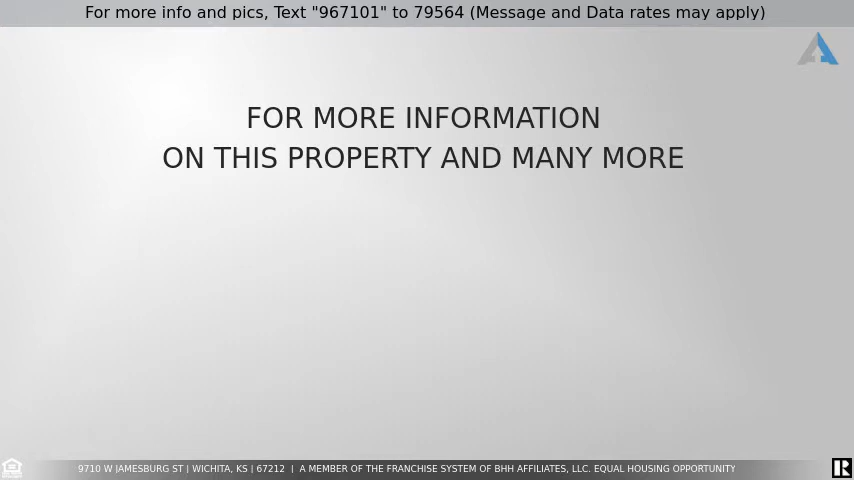 For more info and pics, Text "967101" to 79564 (Message and Data rates may apply)
FOR MORE INFORMATION
ON THIS PROPERTY AND MANY MORE
9710 W JAMESBURG ST | WICHITA, KS | 67212 | A MEMBER OF THE FRANCHISE SYSTEM OF BHH AFFILIATES, LLC. EQUAL HOUSING OPPORTUNITY